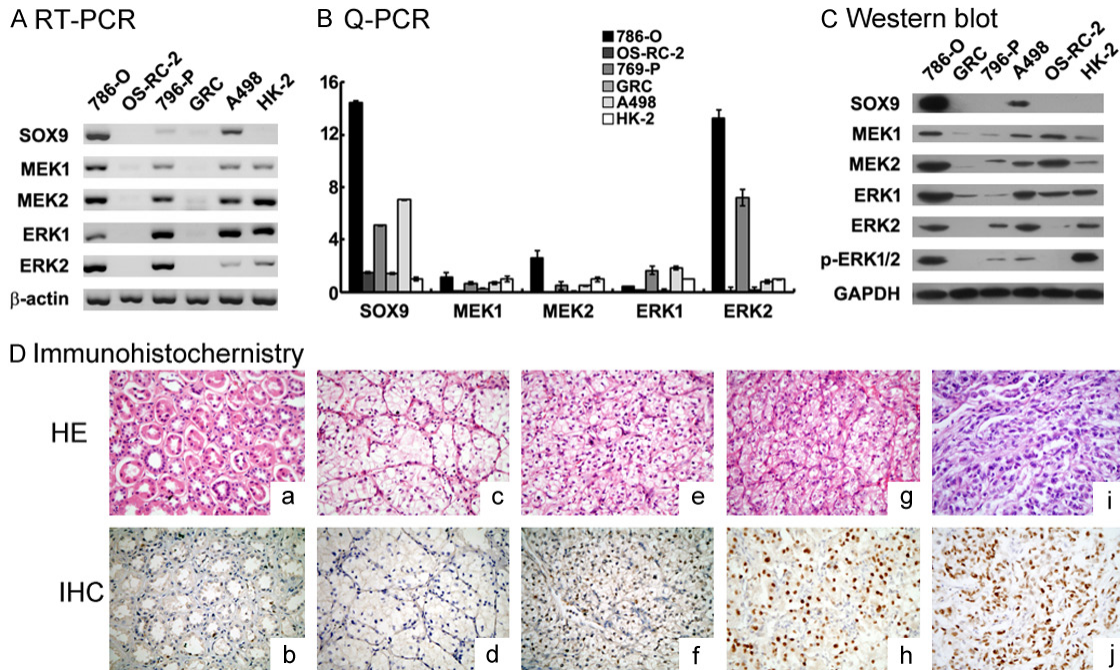 A RT-PCR
786-O OS-RC-2 796-P GRC A498 HK-2
SOX9
MEK1
MEK2
ERK1
ERK2
β-actin
B Q-PCR
786-O
OS-RC-2
769-P
GRC
A498
HK-2
16
12
8
4
0
SOX9 MEK1 MEK2 ERK1 ERK2
C Western blot
786-O GRC 796-P A498 OS-RC-2 HK-2
SOX9
MEK1
MEK2
ERK1
ERK2
p-ERK1/2
GAPDH
D Immunohistochernistry
HE
a c e g i
IHC
b d f h j